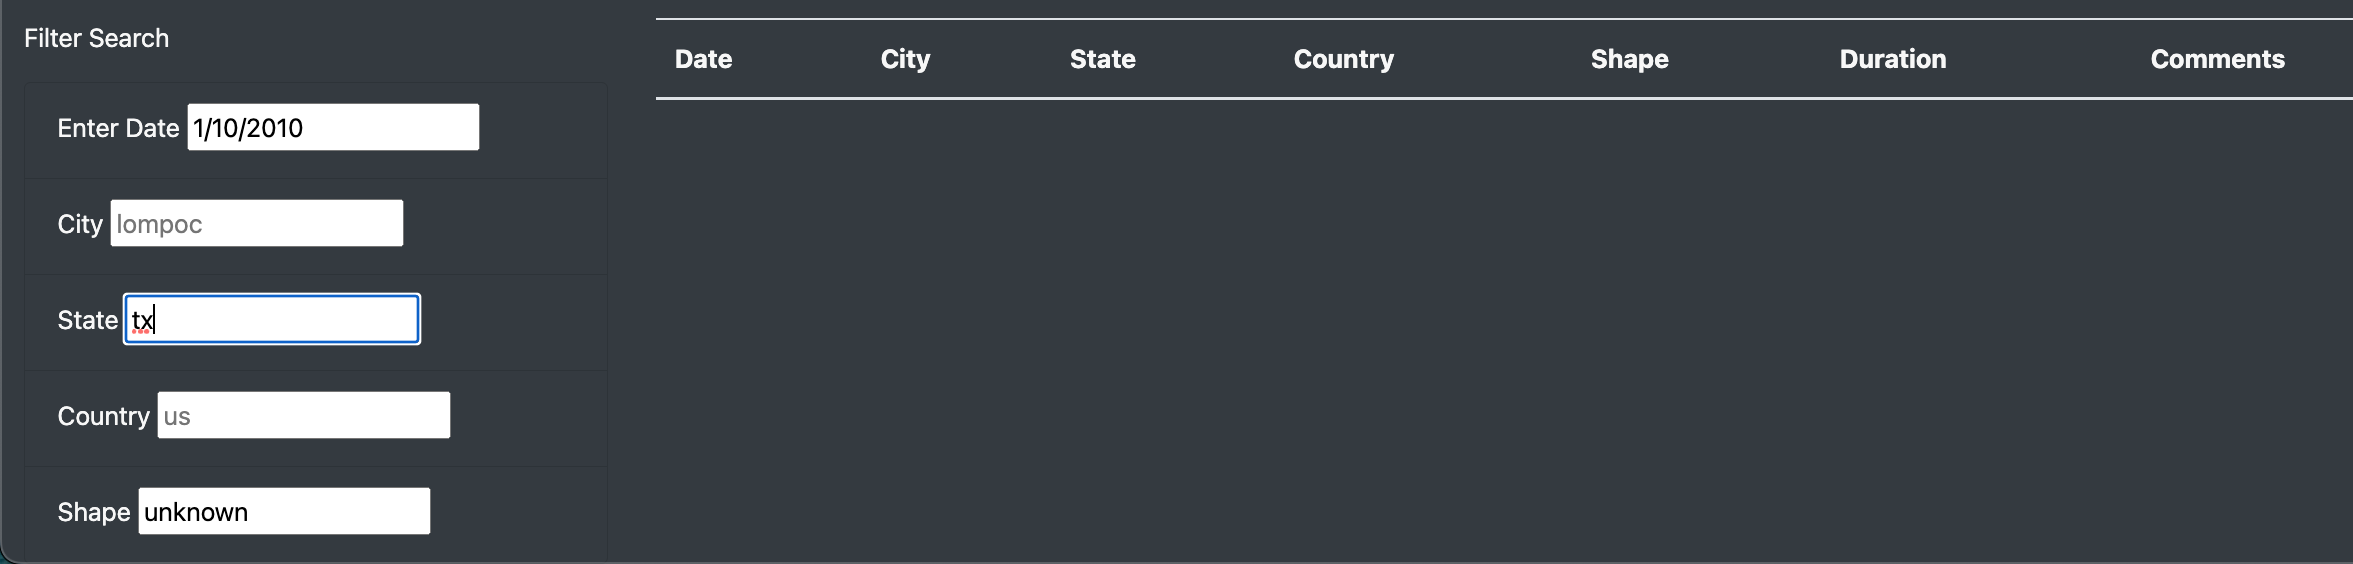 Filter Search
Enter Date 1/10/2010
City lompoc
State tx
Country us
Shape unknown
Date City State Country Shape Duration Comments